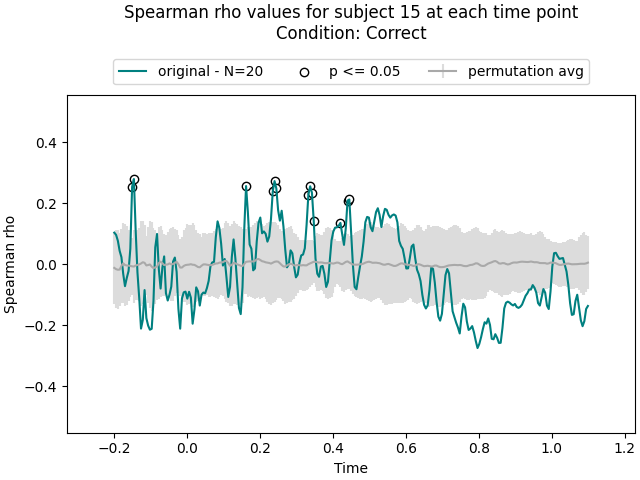 Spearman rho values for subject 15 at each time point
Condition: Correct
original - N=20
p <= 0.05
permutation avg
Spearman rho
0.4
0.2
0.0
−0.2
−0.4
−0.2
0.0
0.2
0.4
0.6
0.8
1.0
1.2
Time